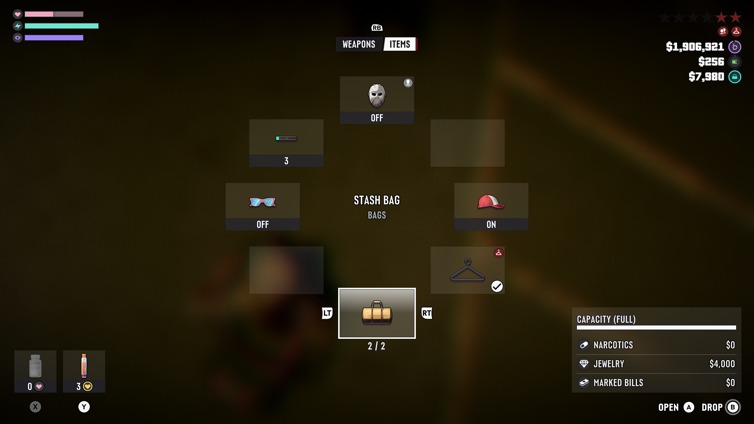 RB
WEAPONS ITEMS
$1,906,921
$256
$7,980
OFF
3
OFF
STASH BAG
BAGS
ON
LT
RT
2 / 2
CAPACITY (FULL)
NARCOTICS $0
JEWELRY $4,000
MARKED BILLS $0
0
3
X
Y
OPEN A DROP B